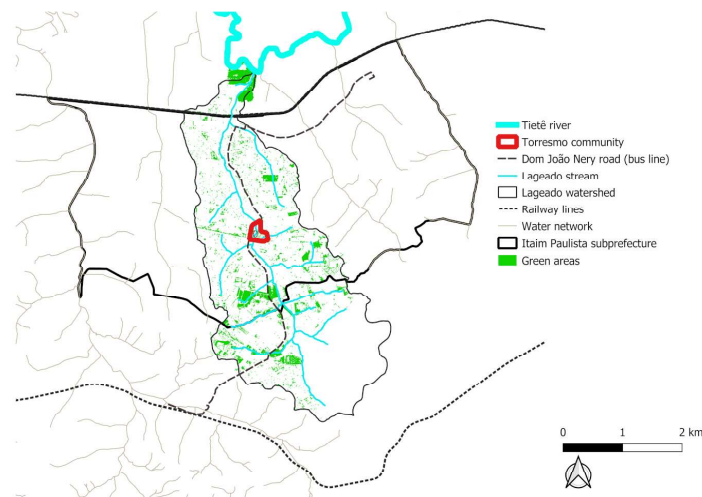 Tietê river
Torresmo community
Dom João Nery road (bus line)
Lageado stream
Lageado watershed
Railway lines
Water network
Itaim Paulista subprefecture
Green areas
0 1 2 km